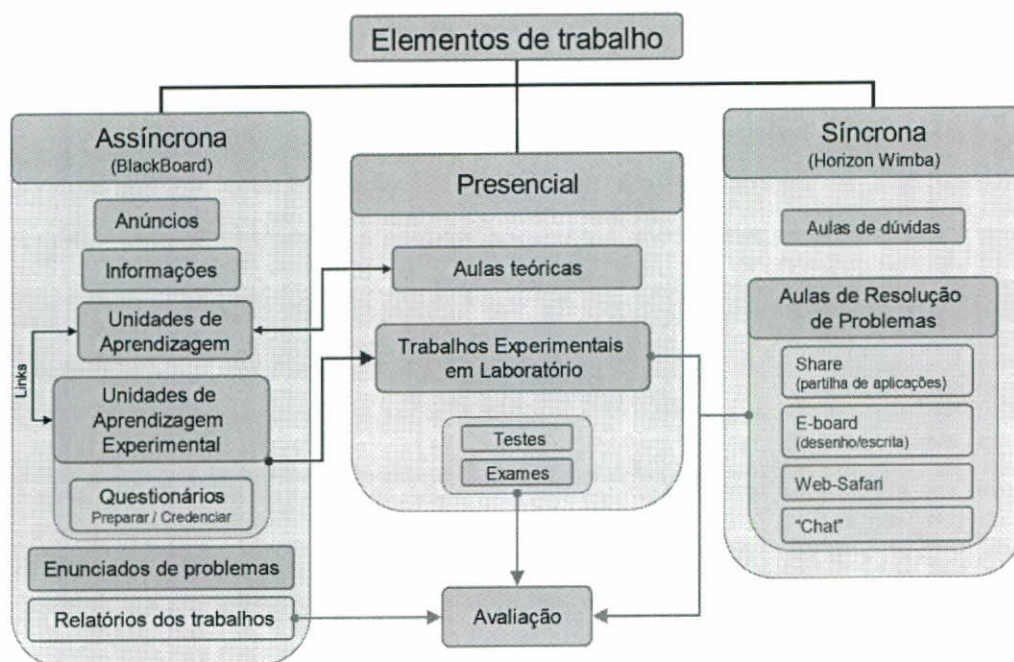 Elementos de trabalho
Assíncrona
(BlackBoard)
Anúncios
Informações
Unidades de
Aprendizagem
Links
Unidades de
Aprendizagem
Experimental
Questionários
Preparar / Credenciar
Enunciados de problemas
Relatórios dos trabalhos
Presencial
Aulas teóricas
Trabalhos Experimentais
em Laboratório
Testes
Exames
Avaliação
Síncrona
(Horizon Wimba)
Aulas de dúvidas
Aulas de Resolução
de Problemas
Share
(partilha de aplicações)
E-board
(desenho/escrita)
Web-Safari
"Chat"